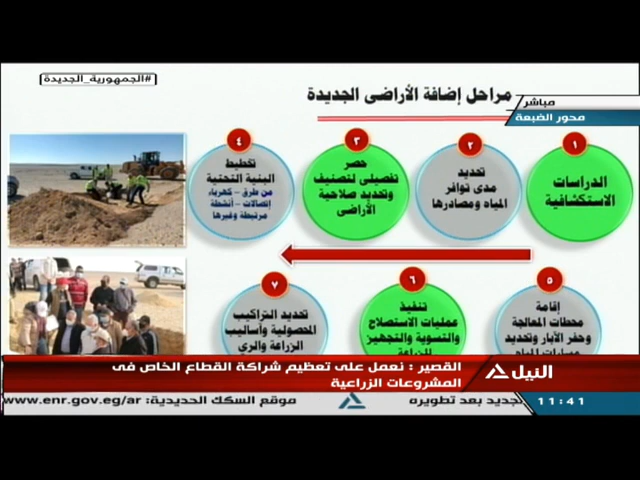 #الجمهورية_الجديدة
مراحل إضافة الأراضى الجديدة
مباشر
محور الضبعة
١
الدراسات
الاستكشافية
٢
تحديد
مدى توافر
المياه ومصادرها
٣
حصر
تفصيلى لتصنيف
وتحديد صلاحية
الأراضى
٤
تخطيط
البنية التحتية
من طرق – كهرباء
إتصالات – أنشطة
مرتبطة وغيرها
٥
إقامة
محطات المعالجة
وحفر الآبار وتحديد
مسارات المياه
٦
تنفيذ
عمليات الاستصلاح
والتسوية والتجهيز
للزراعة
٧
تحديد التراكيب
المحصولية وأساليب
الزراعة والري
القصير : نعمل على تعظيم شراكة القطاع الخاص فى
المشروعات الزراعية
النيل
جديد بعد تطويره
موقع السكك الحديدية: www.enr.gov.eg/ar
11:41